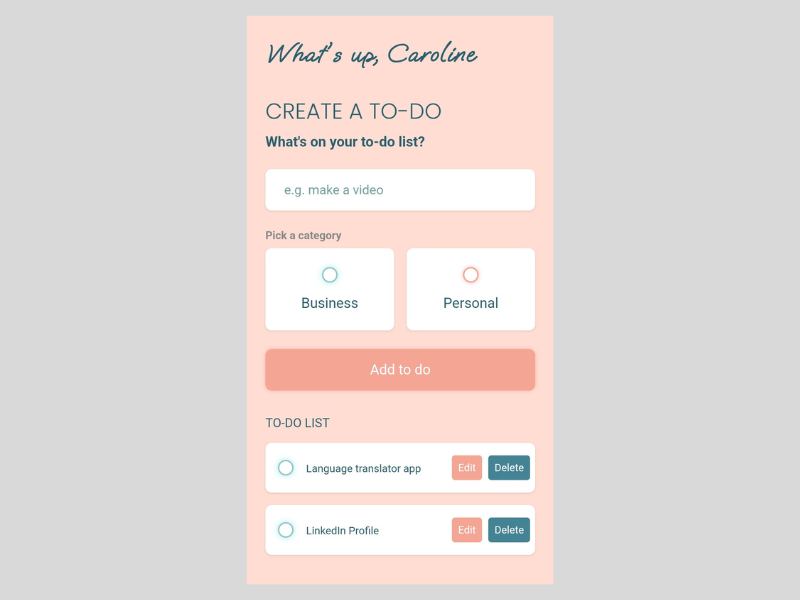 What's up, Caroline
CREATE A TO-DO
What's on your to-do list?
e.g. make a video
Pick a category
Business
Personal
Add to do
TO-DO LIST
Language translator app Edit Delete
LinkedIn Profile Edit Delete